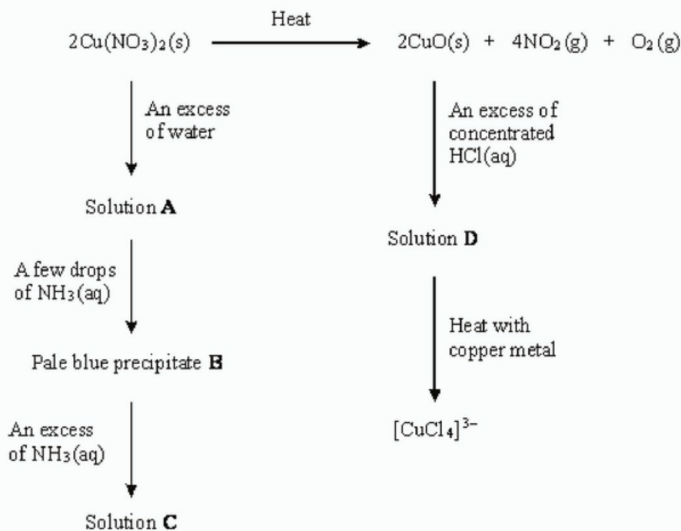 Heat
2Cu(NO₃)₂(s) 2CuO(s) + 4NO₂(g) + O₂(g)
An excess
of water
An excess of
concentrated
HCl(aq)
Solution A
Solution D
A few drops
of NH₃(aq)
Heat with
copper metal
Pale blue precipitate B
[CuCl₄]³⁻
An excess
of NH₃(aq)
Solution C